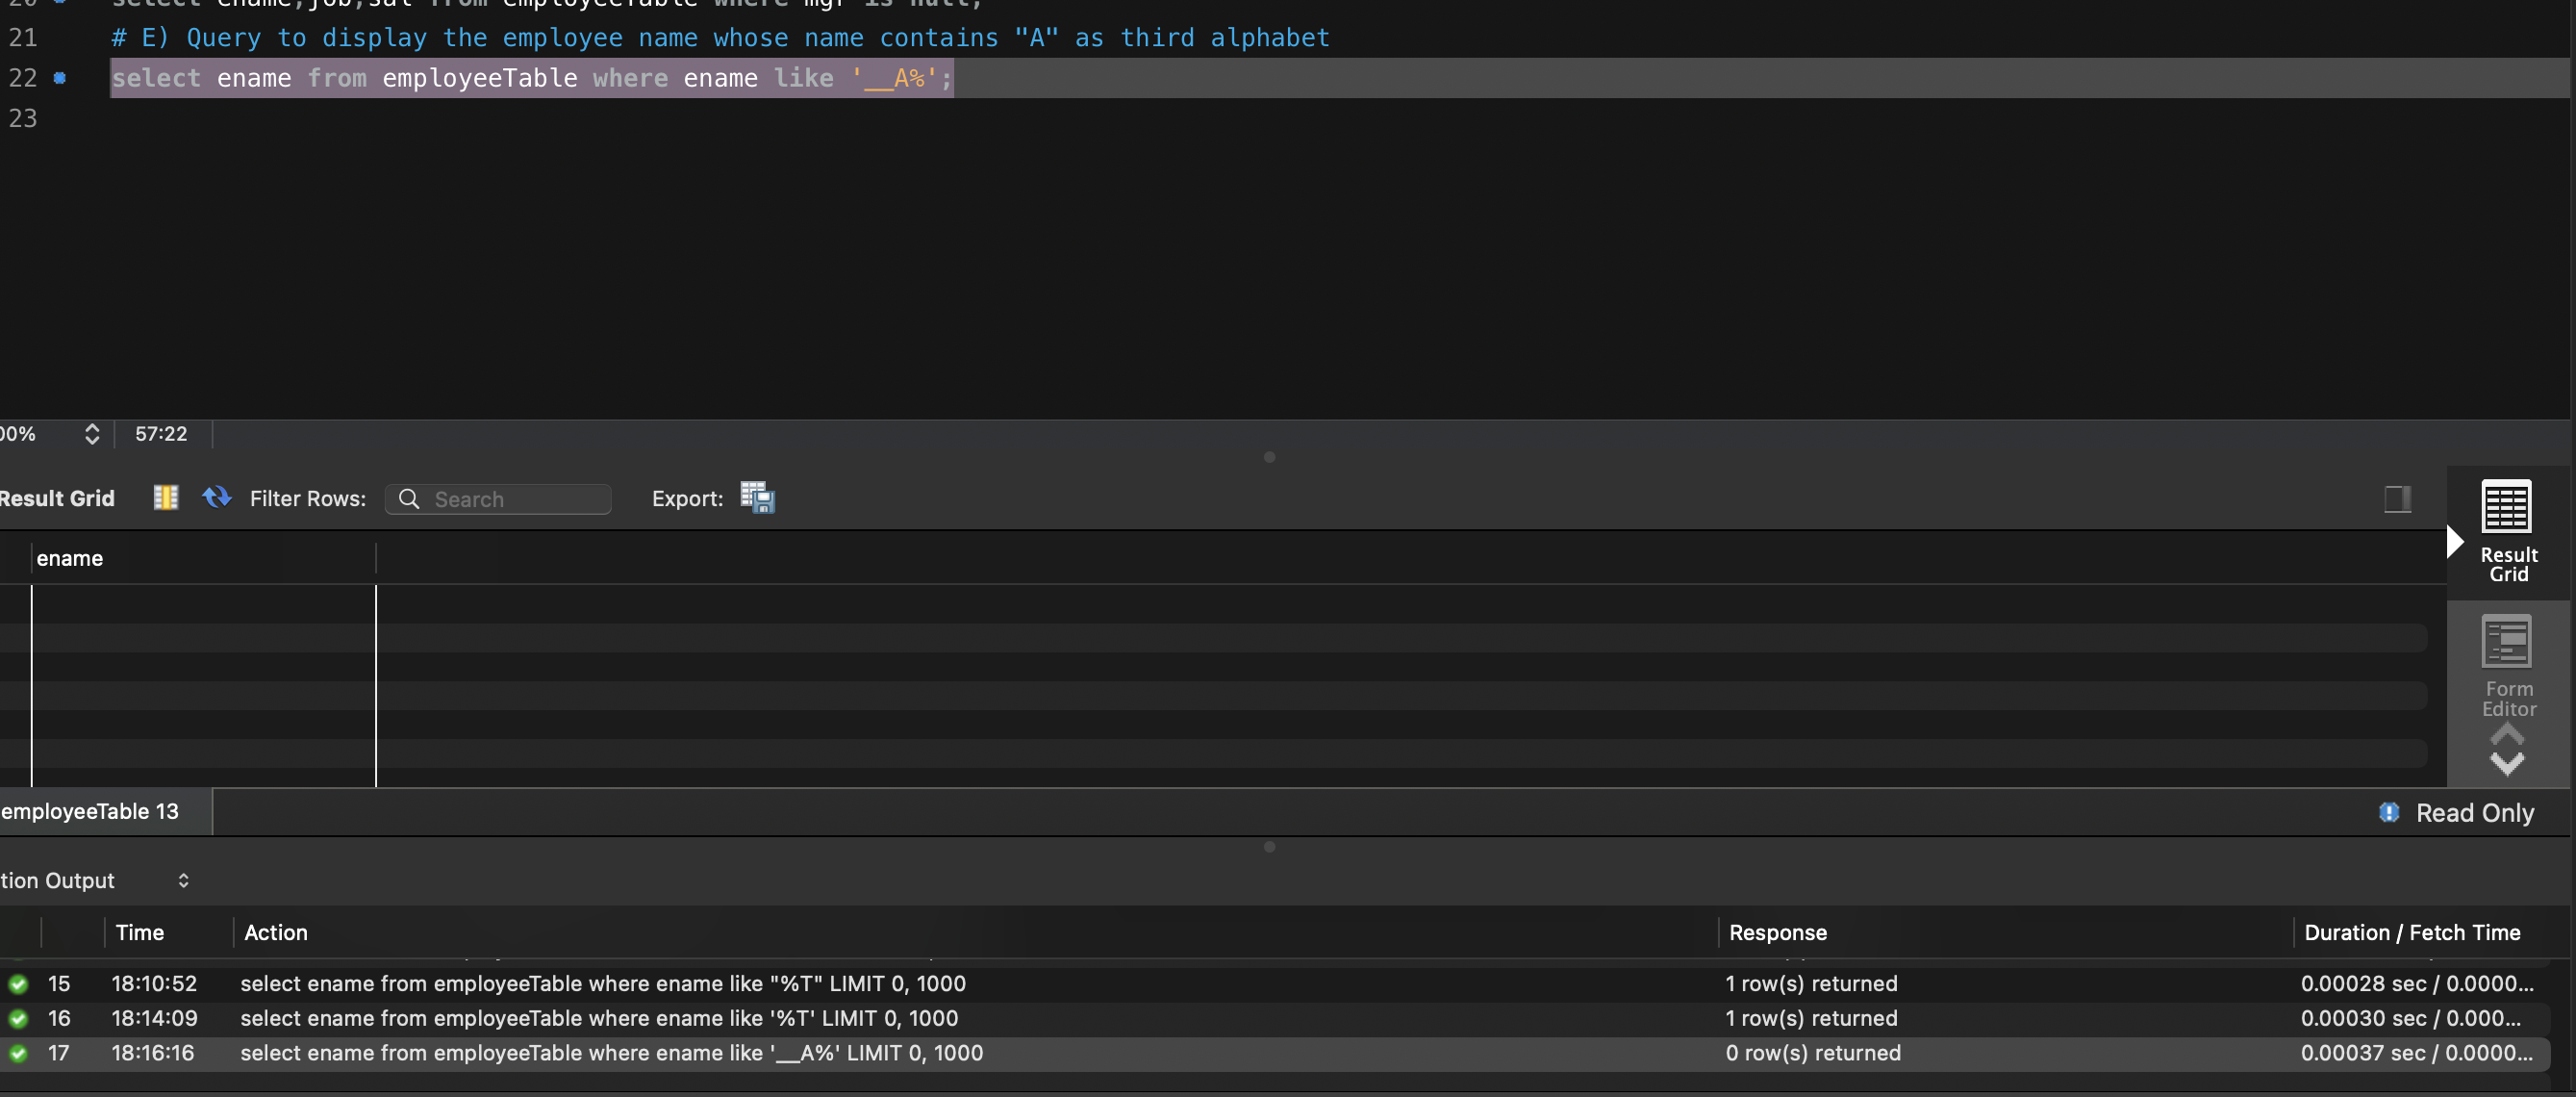 20 select ename,job,sal from employeeTable where mgr is null;
21 # E) Query to display the employee name whose name contains "A" as third alphabet
22 select ename from employeeTable where ename like '__A%';
23
00% 57:22
Result Grid Filter Rows: Search Export:
Result Grid
ename
Form Editor
employeeTable 13 Read Only
tion Output
Time Action Response Duration / Fetch Time
15 18:10:52 select ename from employeeTable where ename like "%T" LIMIT 0, 1000 1 row(s) returned 0.00028 sec / 0.0000...
16 18:14:09 select ename from employeeTable where ename like '%T' LIMIT 0, 1000 1 row(s) returned 0.00030 sec / 0.000...
17 18:16:16 select ename from employeeTable where ename like '__A%' LIMIT 0, 1000 0 row(s) returned 0.00037 sec / 0.0000...